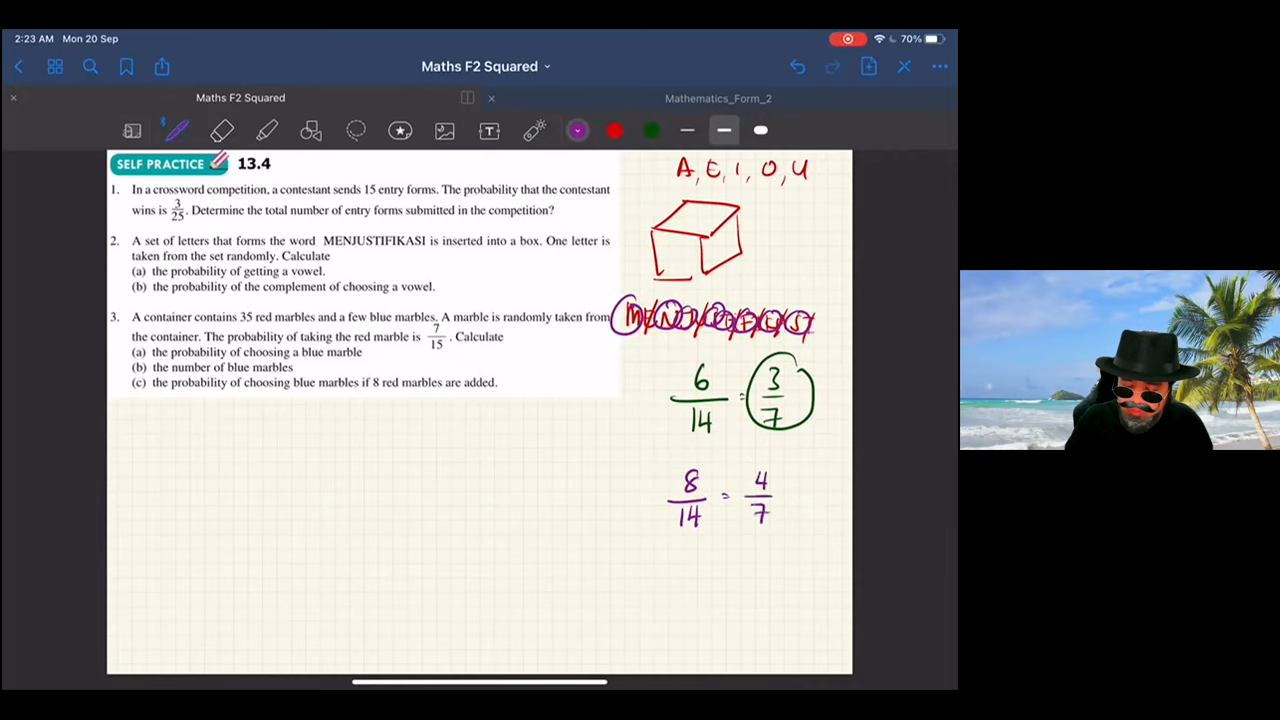 2:23 AM Mon 20 Sep
70%
Maths F2 Squared
Maths F2 Squared
Mathematics_Form_2
SELF PRACTICE 13.4
1. In a crossword competition, a contestant sends 15 entry forms. The probability that the contestant
wins is 3/25. Determine the total number of entry forms submitted in the competition?
2. A set of letters that forms the word MENJUSTIFIKASI is inserted into a box. One letter is
taken from the set randomly. Calculate
(a) the probability of getting a vowel.
(b) the probability of the complement of choosing a vowel.
3. A container contains 35 red marbles and a few blue marbles. A marble is randomly taken from
the container. The probability of taking the red marble is 7/15. Calculate
(a) the probability of choosing a blue marble
(b) the number of blue marbles
(c) the probability of choosing blue marbles if 8 red marbles are added.
A, E, I, O, U
6/14 = 3/7
8/14 = 4/7